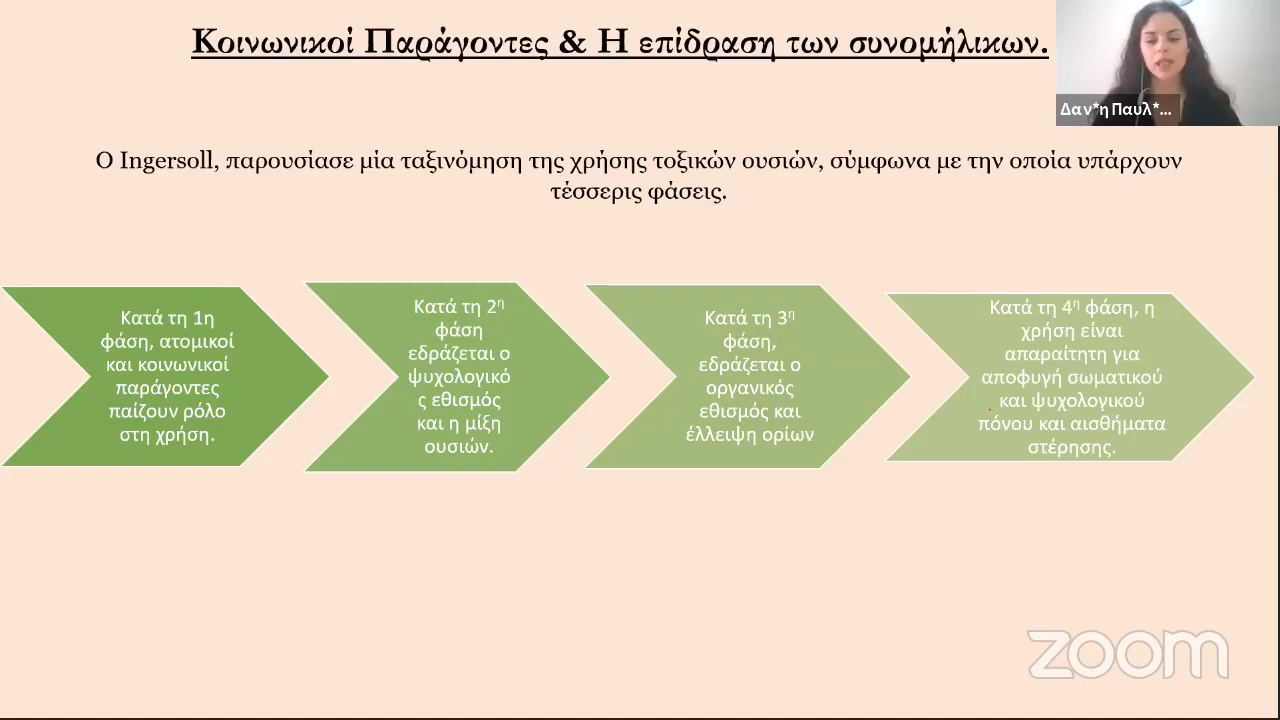 Κοινωνικοί Παράγοντες & Η επίδραση των συνομήλικων.
Δαν*η Παυλ*...
Ο Ingersoll, παρουσίασε μία ταξινόμηση της χρήσης τοξικών ουσιών, σύμφωνα με την οποία υπάρχουν
τέσσερις φάσεις.
Κατά τη 1η
φάση, ατομικοί
και κοινωνικοί
παράγοντες
παίζουν ρόλο
στη χρήση.
Κατά τη 2η
φάση
εδράζεται ο
ψυχολογικό
ς εθισμός
και η μίξη
ουσιών.
Κατά τη 3η
φάση,
εδράζεται ο
οργανικός
εθισμός και
έλλειψη ορίων
Κατά τη 4η φάση, η
χρήση είναι
απαραίτητη για
αποφυγή σωματικού
και ψυχολογικού
πόνου και αισθήματα
στέρησης.
zoom